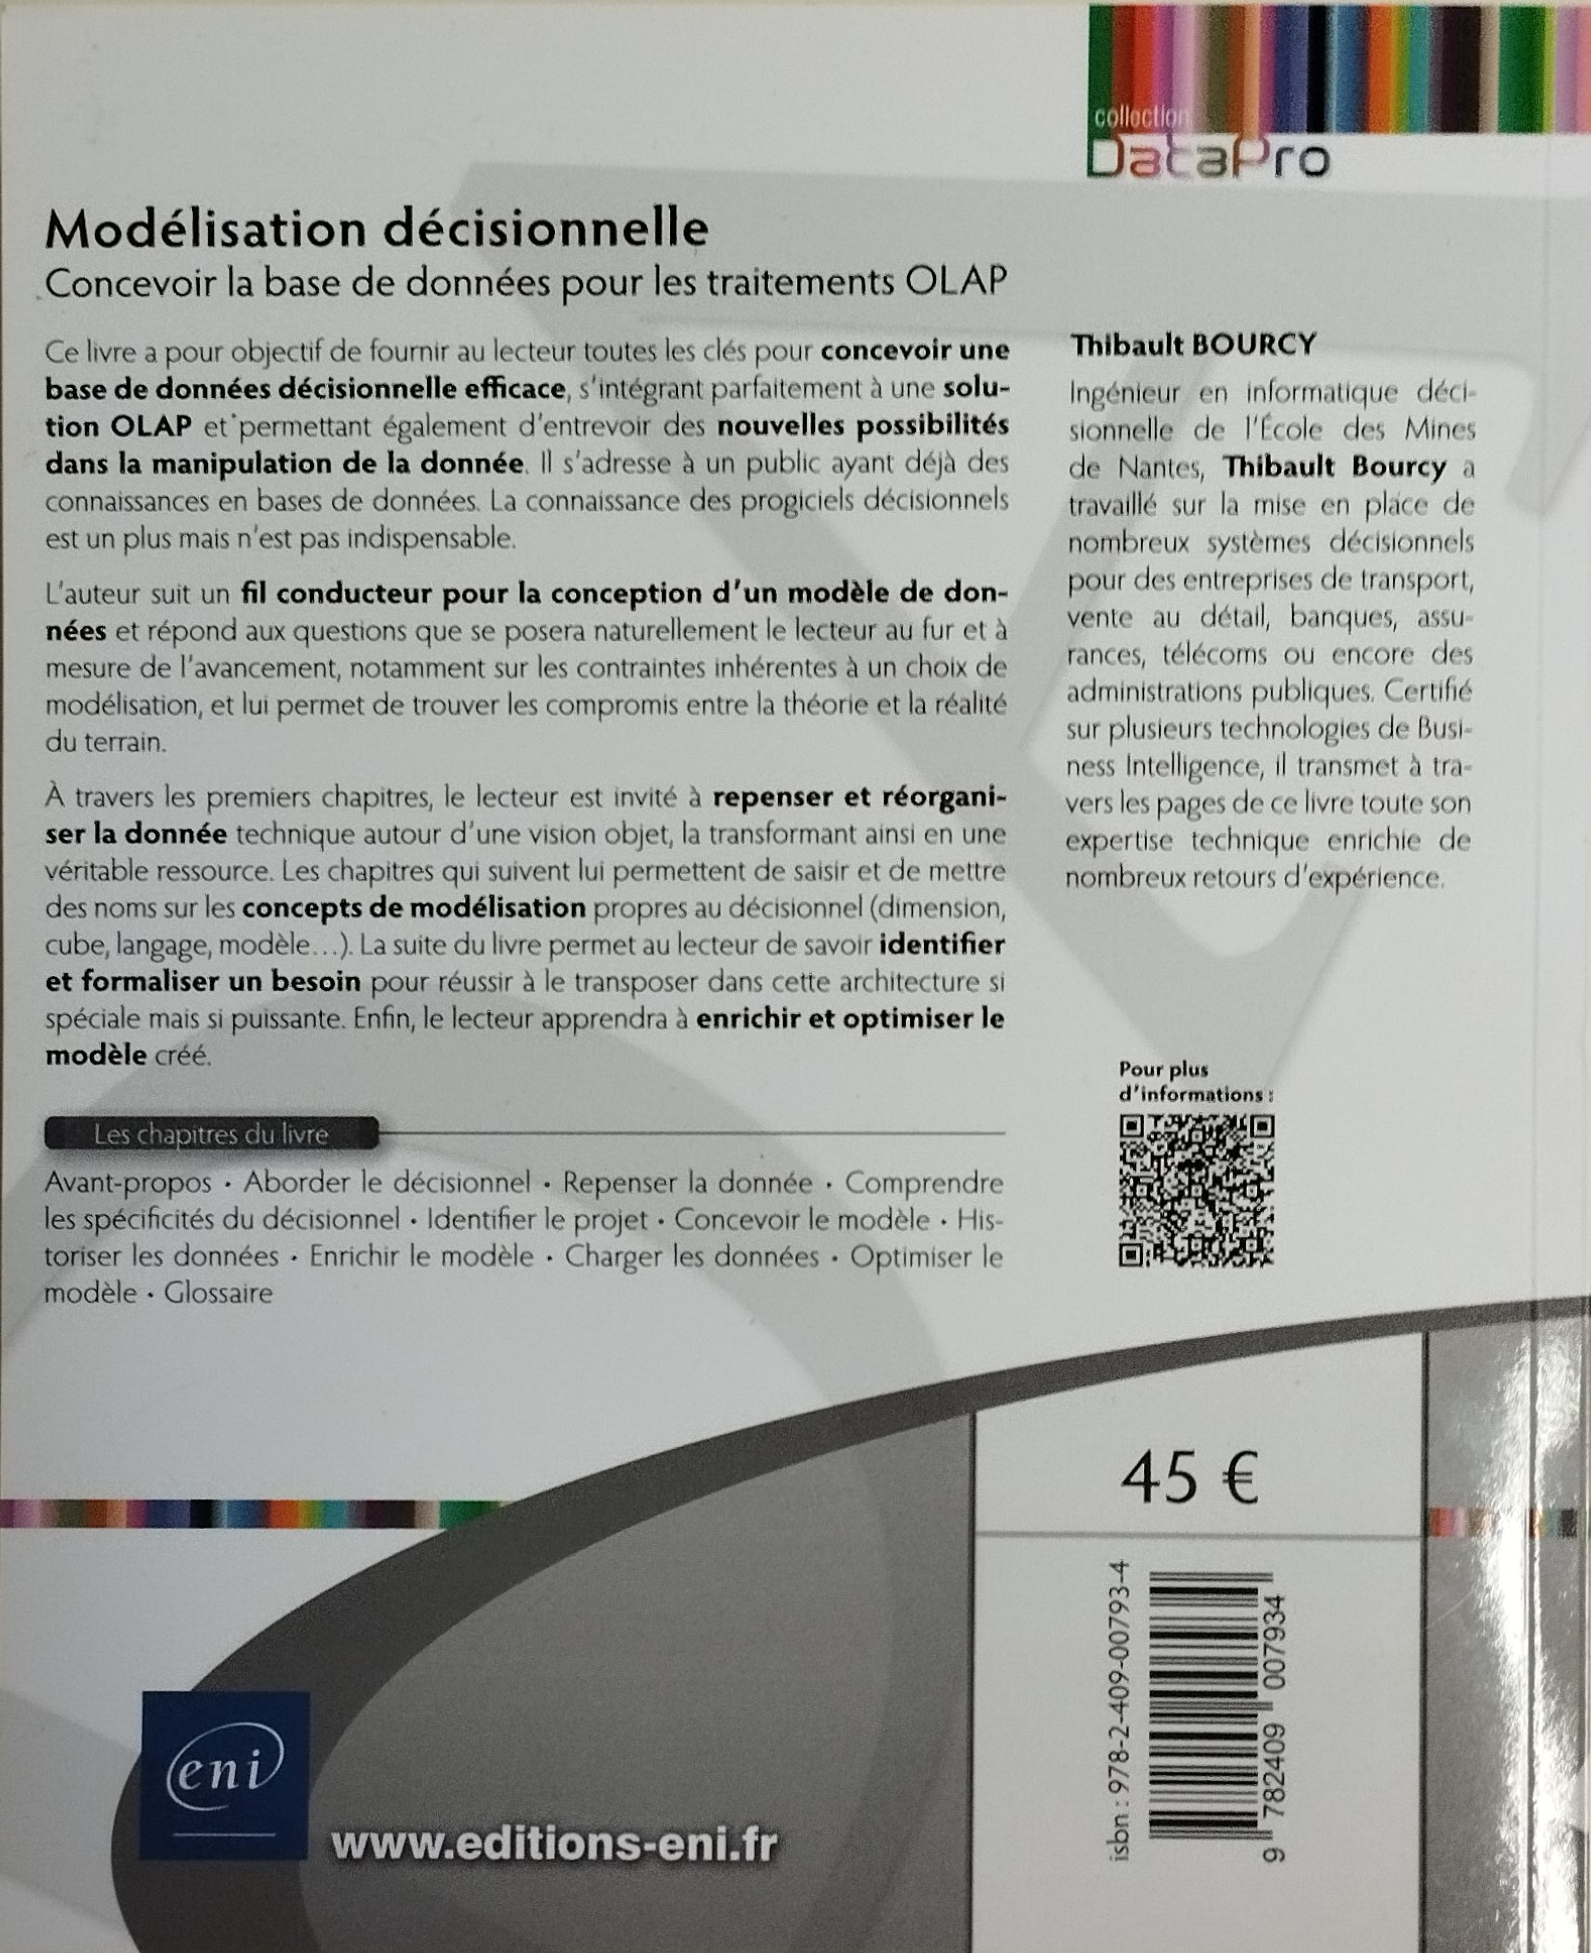 collection
DataPro
Modélisation décisionnelle
Concevoir la base de données pour les traitements OLAP
Ce livre a pour objectif de fournir au lecteur toutes les clés pour concevoir une
base de données décisionnelle efficace, s'intégrant parfaitement à une solu-
tion OLAP et permettant également d'entrevoir des nouvelles possibilités
dans la manipulation de la donnée. Il s'adresse à un public ayant déjà des
connaissances en bases de données. La connaissance des progiciels décisionnels
est un plus mais n'est pas indispensable.
L'auteur suit un fil conducteur pour la conception d'un modèle de don-
nées et répond aux questions que se posera naturellement le lecteur au fur et à
mesure de l'avancement, notamment sur les contraintes inhérentes à un choix de
modélisation, et lui permet de trouver les compromis entre la théorie et la réalité
du terrain.
À travers les premiers chapitres, le lecteur est invité à repenser et réorgani-
ser la donnée technique autour d'une vision objet, la transformant ainsi en une
véritable ressource. Les chapitres qui suivent lui permettent de saisir et de mettre
des noms sur les concepts de modélisation propres au décisionnel (dimension,
cube, langage, modèle...). La suite du livre permet au lecteur de savoir identifier
et formaliser un besoin pour réussir à le transposer dans cette architecture si
spéciale mais si puissante. Enfin, le lecteur apprendra à enrichir et optimiser le
modèle créé.
Les chapitres du livre
Avant-propos • Aborder le décisionnel • Repenser la donnée • Comprendre
les spécificités du décisionnel • Identifier le projet • Concevoir le modèle • His-
toriser les données • Enrichir le modèle • Charger les données • Optimiser le
modèle • Glossaire
Thibault BOURCY
Ingénieur en informatique déci-
sionnelle de l'École des Mines
de Nantes, Thibault Bourcy a
travaillé sur la mise en place de
nombreux systèmes décisionnels
pour des entreprises de transport,
vente au détail, banques, assu-
rances, télécoms ou encore des
administrations publiques. Certifié
sur plusieurs technologies de Busi-
ness Intelligence, il transmet à tra-
vers les pages de ce livre toute son
expertise technique enrichie de
nombreux retours d'expérience.
Pour plus
d'informations :
45 €
isbn : 978-2-409-00793-4
9 782409 007934
eni
www.editions-eni.fr